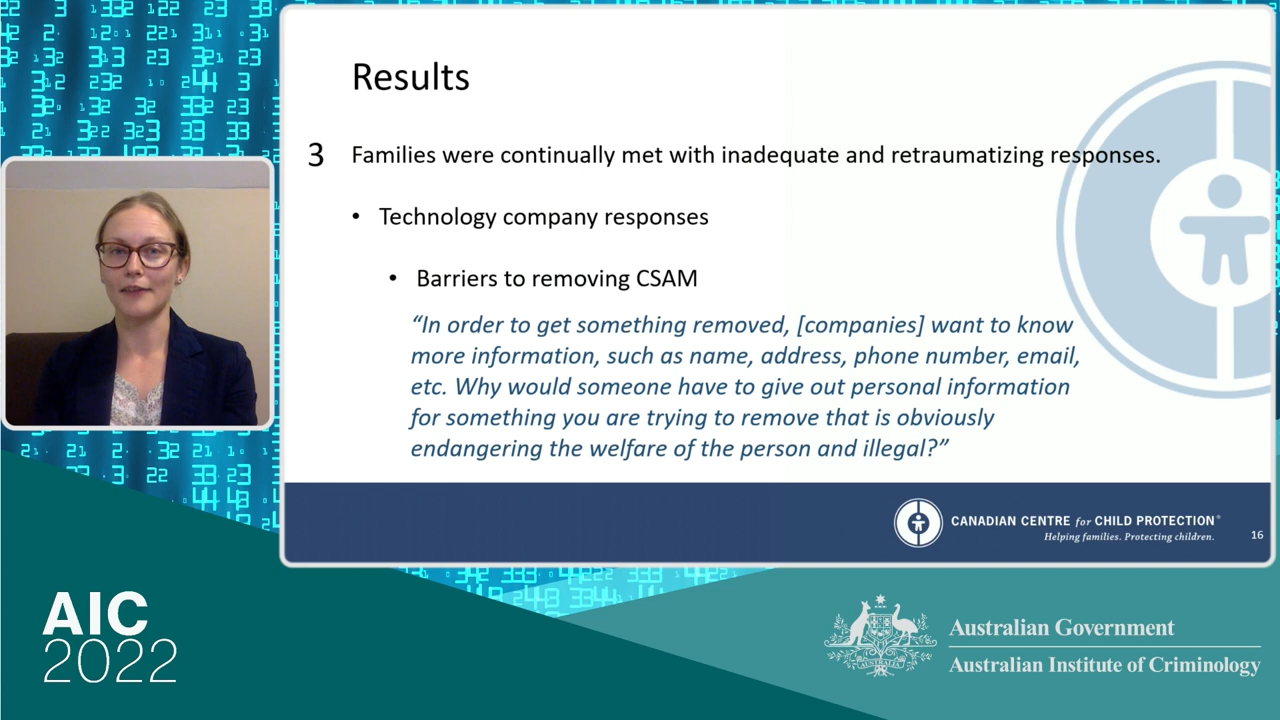 Results
3 Families were continually met with inadequate and retraumatizing responses.
• Technology company responses
• Barriers to removing CSAM
“In order to get something removed, [companies] want to know
more information, such as name, address, phone number, email,
etc. Why would someone have to give out personal information
for something you are trying to remove that is obviously
endangering the welfare of the person and illegal?”
CANADIAN CENTRE for CHILD PROTECTION®
Helping families. Protecting children.
16
AIC
2022
Australian Government
Australian Institute of Criminology